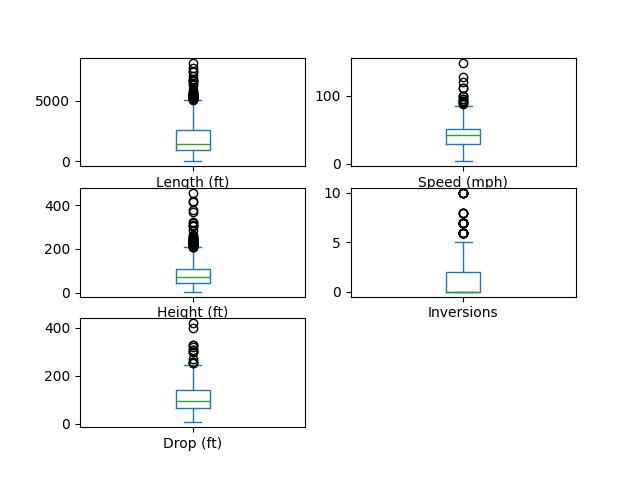 5000
0
Length (ft)
100
0
Speed (mph)
400
200
0
Height (ft)
10
5
0
Inversions
400
200
0
Drop (ft)